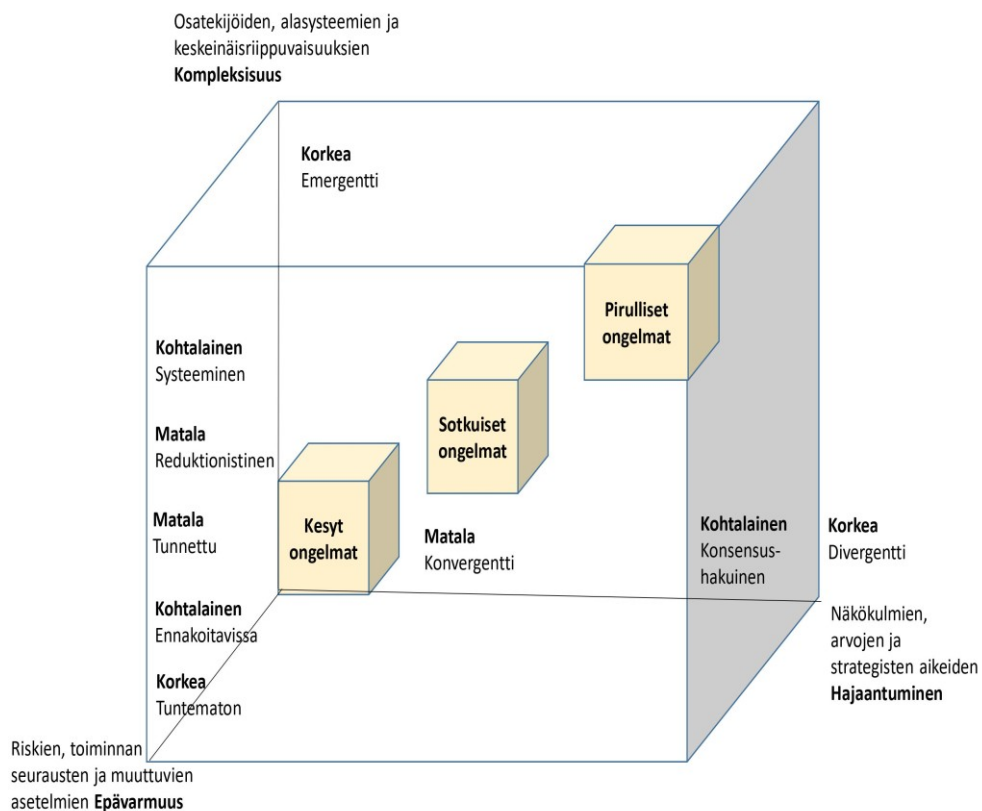 Osatekijöiden, alasysteemien ja
keskeinäisriippuvaisuuksien
Kompleksisuus
Korkea
Emergentti
Pirulliset
ongelmat
Kohtalainen
Systeeminen
Sotkuiset
ongelmat
Matala
Reduktionistinen
Matala
Tunnettu
Kesyt
ongelmat
Matala
Konvergentti
Kohtalainen
Konsensus-
hakuinen
Korkea
Divergentti
Kohtalainen
Ennakoitavissa
Näkökulmien,
arvojen ja
strategisten aikeiden
Hajaantuminen
Korkea
Tuntematon
Riskien, toiminnan
seurausten ja muuttuvien
asetelmien Epävarmuus